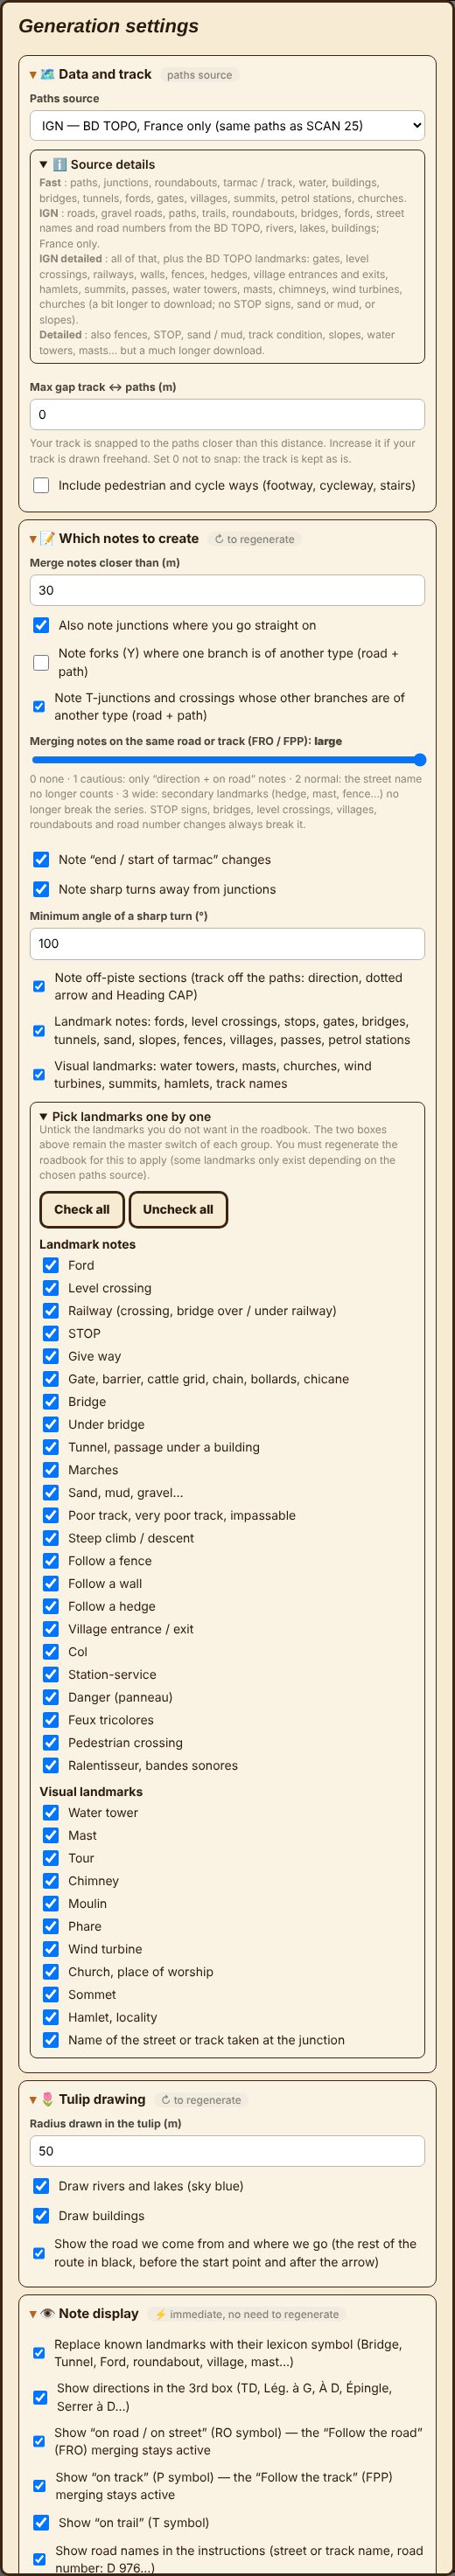 Generation settings
▾🗺️ Data and track paths source
Paths source
IGN — BD TOPO, France only (same paths as SCAN 25)
▼ ℹ️ Source details
Fast : paths, junctions, roundabouts, tarmac / track, water, buildings,
bridges, tunnels, fords, gates, villages, summits, petrol stations, churches.
IGN : roads, gravel roads, paths, trails, roundabouts, bridges, fords, street
names and road numbers from the BD TOPO, rivers, lakes, buildings;
France only.
IGN detailed : all of that, plus the BD TOPO landmarks: gates, level
crossings, railways, walls, fences, hedges, village entrances and exits,
hamlets, summits, passes, water towers, masts, chimneys, wind turbines,
churches (a bit longer to download; no STOP signs, sand or mud, or
slopes).
Detailed : also fences, STOP, sand / mud, track condition, slopes, water
towers, masts… but a much longer download.
Max gap track ↔ paths (m)
0
Your track is snapped to the paths closer than this distance. Increase it if your
track is drawn freehand. Set 0 not to snap: the track is kept as is.
Include pedestrian and cycle ways (footway, cycleway, stairs)
▾📝 Which notes to create ↻ to regenerate
Merge notes closer than (m)
30
Also note junctions where you go straight on
Note forks (Y) where one branch is of another type (road +
path)
Note T-junctions and crossings whose other branches are of
another type (road + path)
Merging notes on the same road or track (FRO / FPP): large
0 none · 1 cautious: only “direction + on road” notes · 2 normal: the street name
no longer counts · 3 wide: secondary landmarks (hedge, mast, fence…) no
longer break the series. STOP signs, bridges, level crossings, villages,
roundabouts and road number changes always break it.
Note “end / start of tarmac” changes
Note sharp turns away from junctions
Minimum angle of a sharp turn (°)
100
Note off-piste sections (track off the paths: direction, dotted
arrow and Heading CAP)
Landmark notes: fords, level crossings, stops, gates, bridges,
tunnels, sand, slopes, fences, villages, passes, petrol stations
Visual landmarks: water towers, masts, churches, wind
turbines, summits, hamlets, track names
▼ Pick landmarks one by one
Untick the landmarks you do not want in the roadbook. The two boxes
above remain the master switch of each group. You must regenerate the
roadbook for this to apply (some landmarks only exist depending on the
chosen paths source).
Check all Uncheck all
Landmark notes
Ford
Level crossing
Railway (crossing, bridge over / under railway)
STOP
Give way
Gate, barrier, cattle grid, chain, bollards, chicane
Bridge
Under bridge
Tunnel, passage under a building
Marches
Sand, mud, gravel…
Poor track, very poor track, impassable
Steep climb / descent
Follow a fence
Follow a wall
Follow a hedge
Village entrance / exit
Col
Station-service
Danger (panneau)
Feux tricolores
Pedestrian crossing
Ralentisseur, bandes sonores
Visual landmarks
Water tower
Mast
Tour
Chimney
Moulin
Phare
Wind turbine
Church, place of worship
Sommet
Hamlet, locality
Name of the street or track taken at the junction
▾🌷 Tulip drawing ↻ to regenerate
Radius drawn in the tulip (m)
50
Draw rivers and lakes (sky blue)
Draw buildings
Show the road we come from and where we go (the rest of the
route in black, before the start point and after the arrow)
▾👁️ Note display ⚡ immediate, no need to regenerate
Replace known landmarks with their lexicon symbol (Bridge,
Tunnel, Ford, roundabout, village, mast…)
Show directions in the 3rd box (TD, Lég. à G, À D, Épingle,
Serrer à D…)
Show “on road / on street” (RO symbol) — the “Follow the road”
(FRO) merging stays active
Show “on track” (P symbol) — the “Follow the track” (FPP)
merging stays active
Show “on trail” (T symbol)
Show road names in the instructions (street or track name, road
number: D 976…)